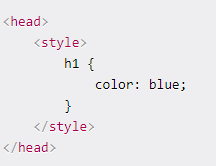 <head>
    <style>
        h1 {
            color: blue;
        }
    </style>
</head>